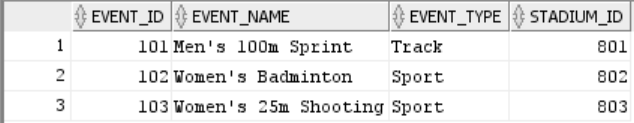 EVENT_ID EVENT_NAME EVENT_TYPE STADIUM_ID
1 101 Men's 100m Sprint Track 801
2 102 Women's Badminton Sport 802
3 103 Women's 25m Shooting Sport 803